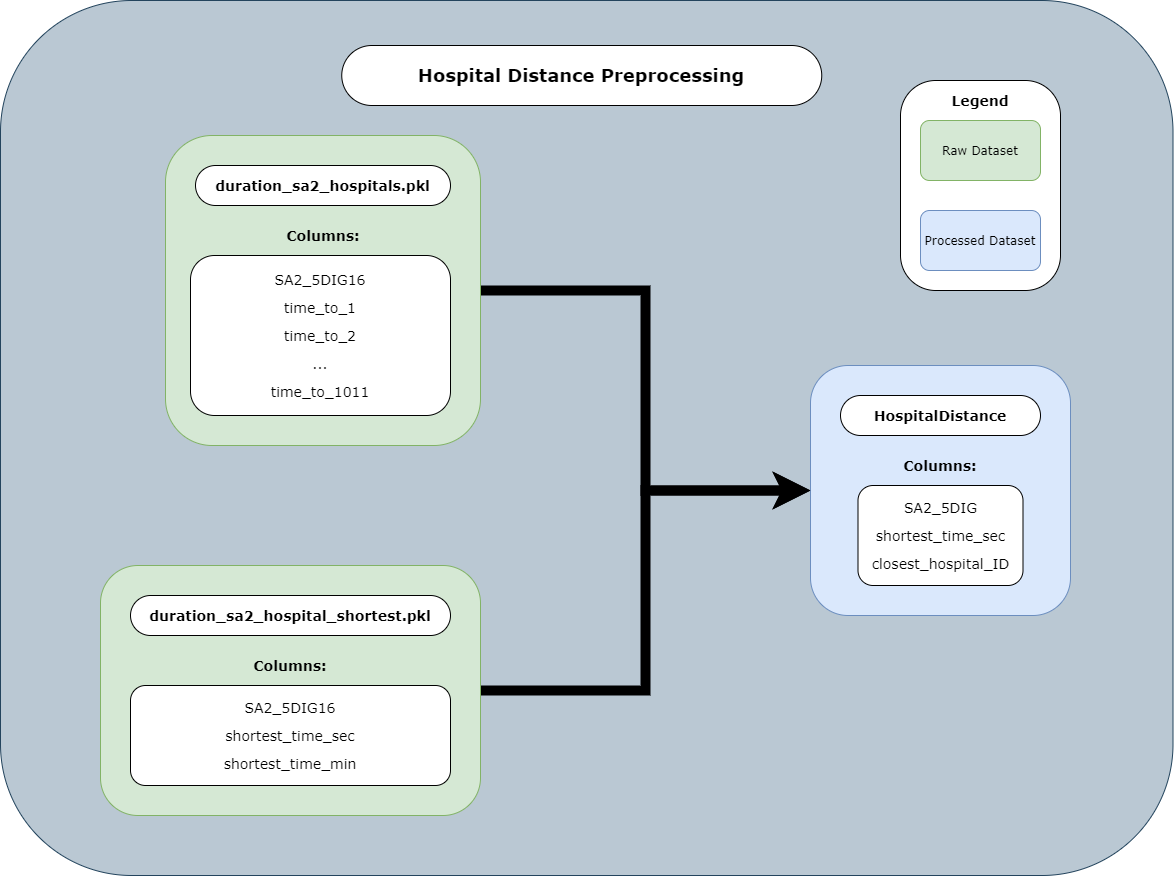 Hospital Distance Preprocessing
Legend
Raw Dataset
Processed Dataset
duration_sa2_hospitals.pkl
Columns:
SA2_5DIG16
time_to_1
time_to_2
...
time_to_1011
duration_sa2_hospital_shortest.pkl
Columns:
SA2_5DIG16
shortest_time_sec
shortest_time_min
HospitalDistance
Columns:
SA2_5DIG
shortest_time_sec
closest_hospital_ID